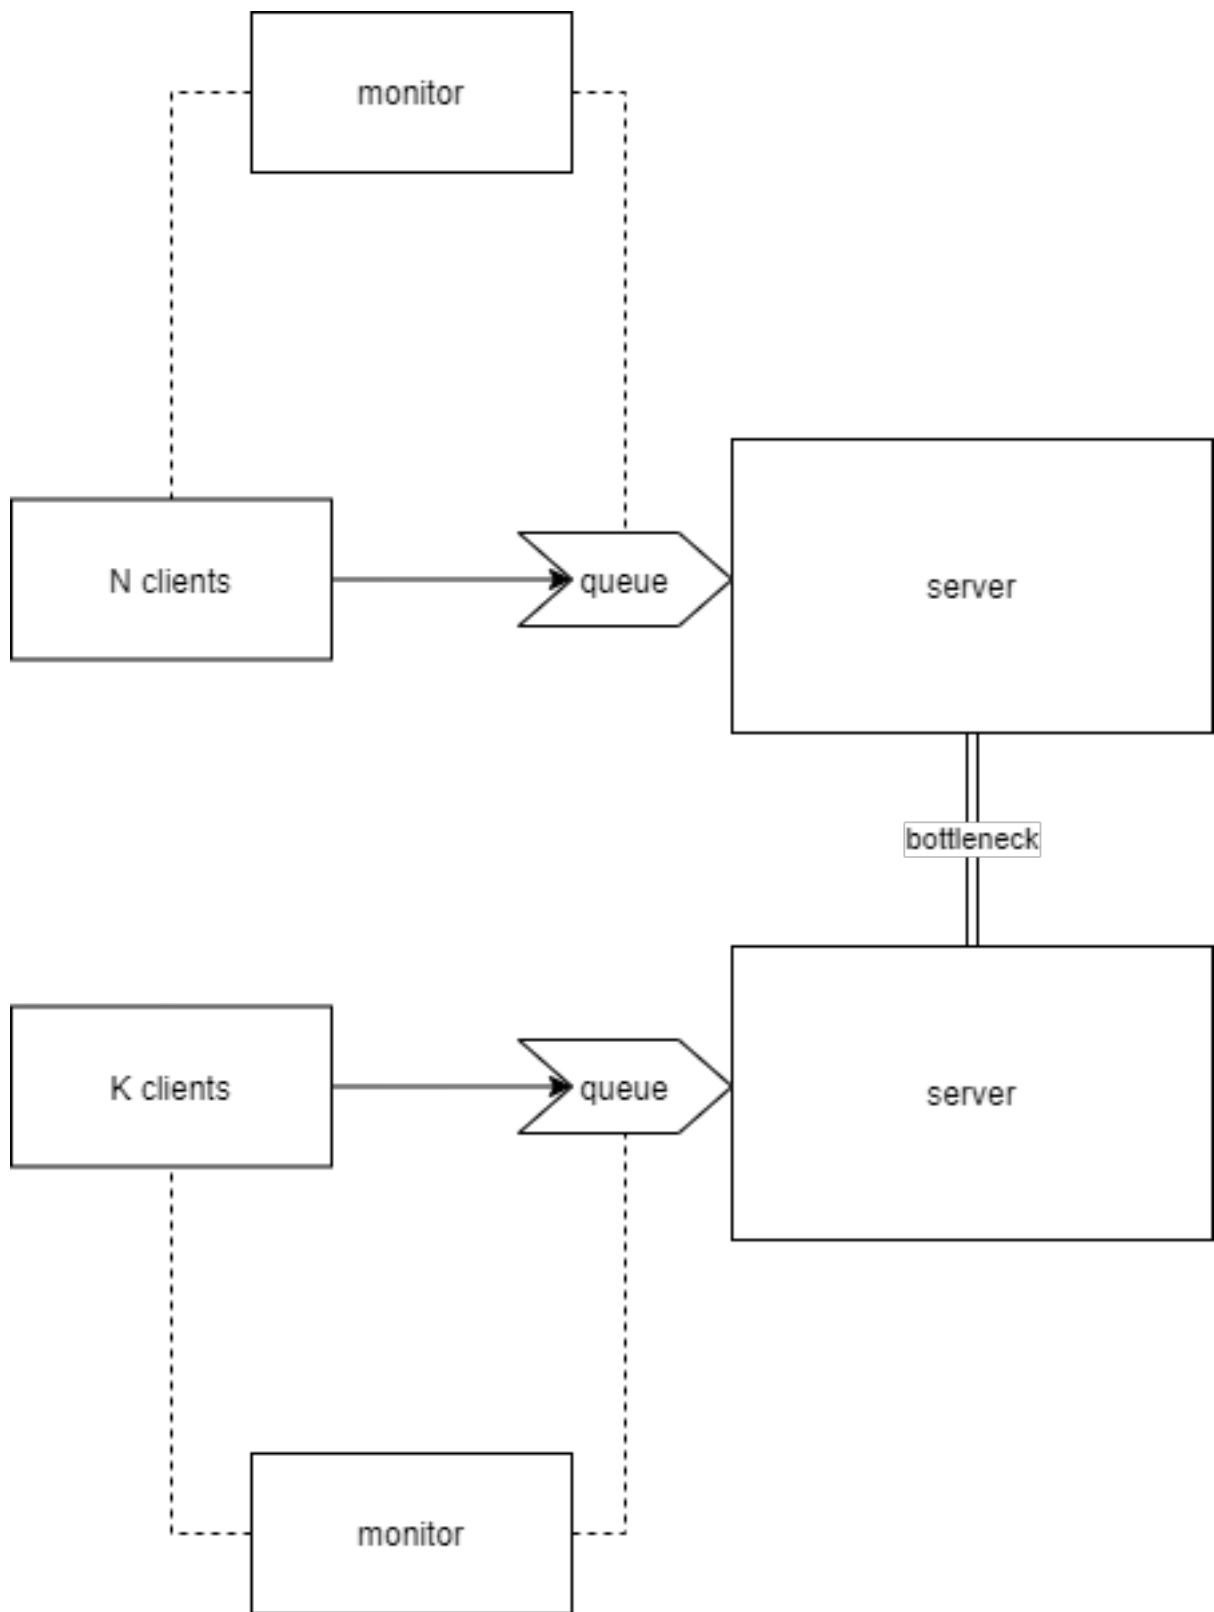 monitor
N clients
queue
server
bottleneck
K clients
queue
server
monitor